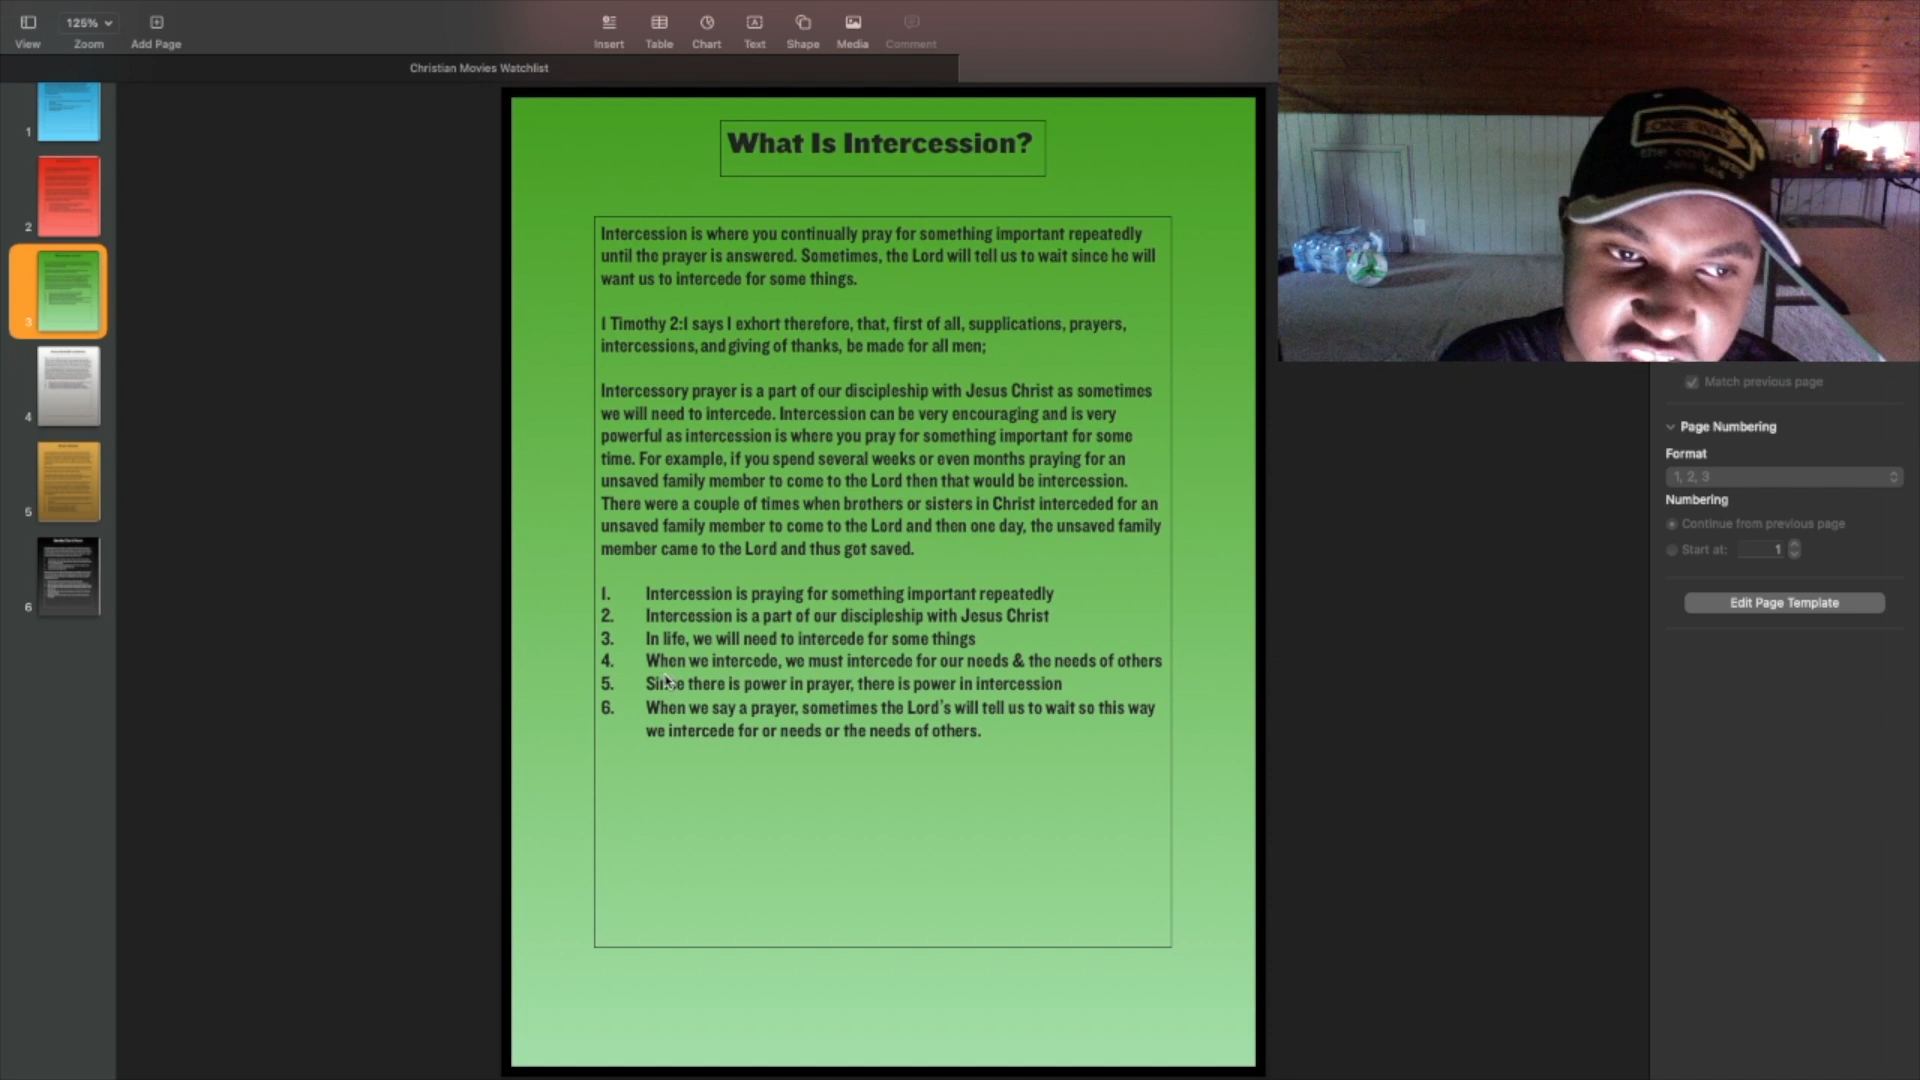 View
125%
Zoom
Add Page
Insert
Table
Chart
Text
Shape
Media
Comment
Christian Movies Watchlist
1
2
3
4
5
6
What Is Intercession?
Intercession is where you continually pray for something important repeatedly
until the prayer is answered. Sometimes, the Lord will tell us to wait since he will
want us to intercede for some things.
1 Timothy 2:1 says I exhort therefore, that, first of all, supplications, prayers,
intercessions, and giving of thanks, be made for all men;
Intercessory prayer is a part of our discipleship with Jesus Christ as sometimes
we will need to intercede. Intercession can be very encouraging and is very
powerful as intercession is where you pray for something important for some
time. For example, if you spend several weeks or even months praying for an
unsaved family member to come to the Lord then that would be intercession.
There were a couple of times when brothers or sisters in Christ interceded for an
unsaved family member to come to the Lord and then one day, the unsaved family
member came to the Lord and thus got saved.
1. Intercession is praying for something important repeatedly
2. Intercession is a part of our discipleship with Jesus Christ
3. In life, we will need to intercede for some things
4. When we intercede, we must intercede for our needs & the needs of others
5. Since there is power in prayer, there is power in intercession
6. When we say a prayer, sometimes the Lord's will tell us to wait so this way
we intercede for or needs or the needs of others.
ONE WAY
the only way
Match previous page
Page Numbering
Format
1, 2, 3
Numbering
Continue from previous page
Start at: 1
Edit Page Template